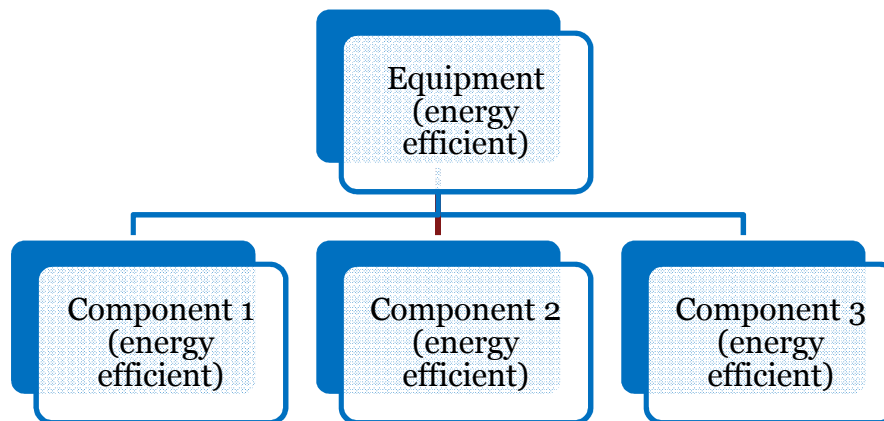 Equipment
(energy
efficient)
Component 1
(energy
efficient)
Component 2
(energy
efficient)
Component 3
(energy
efficient)